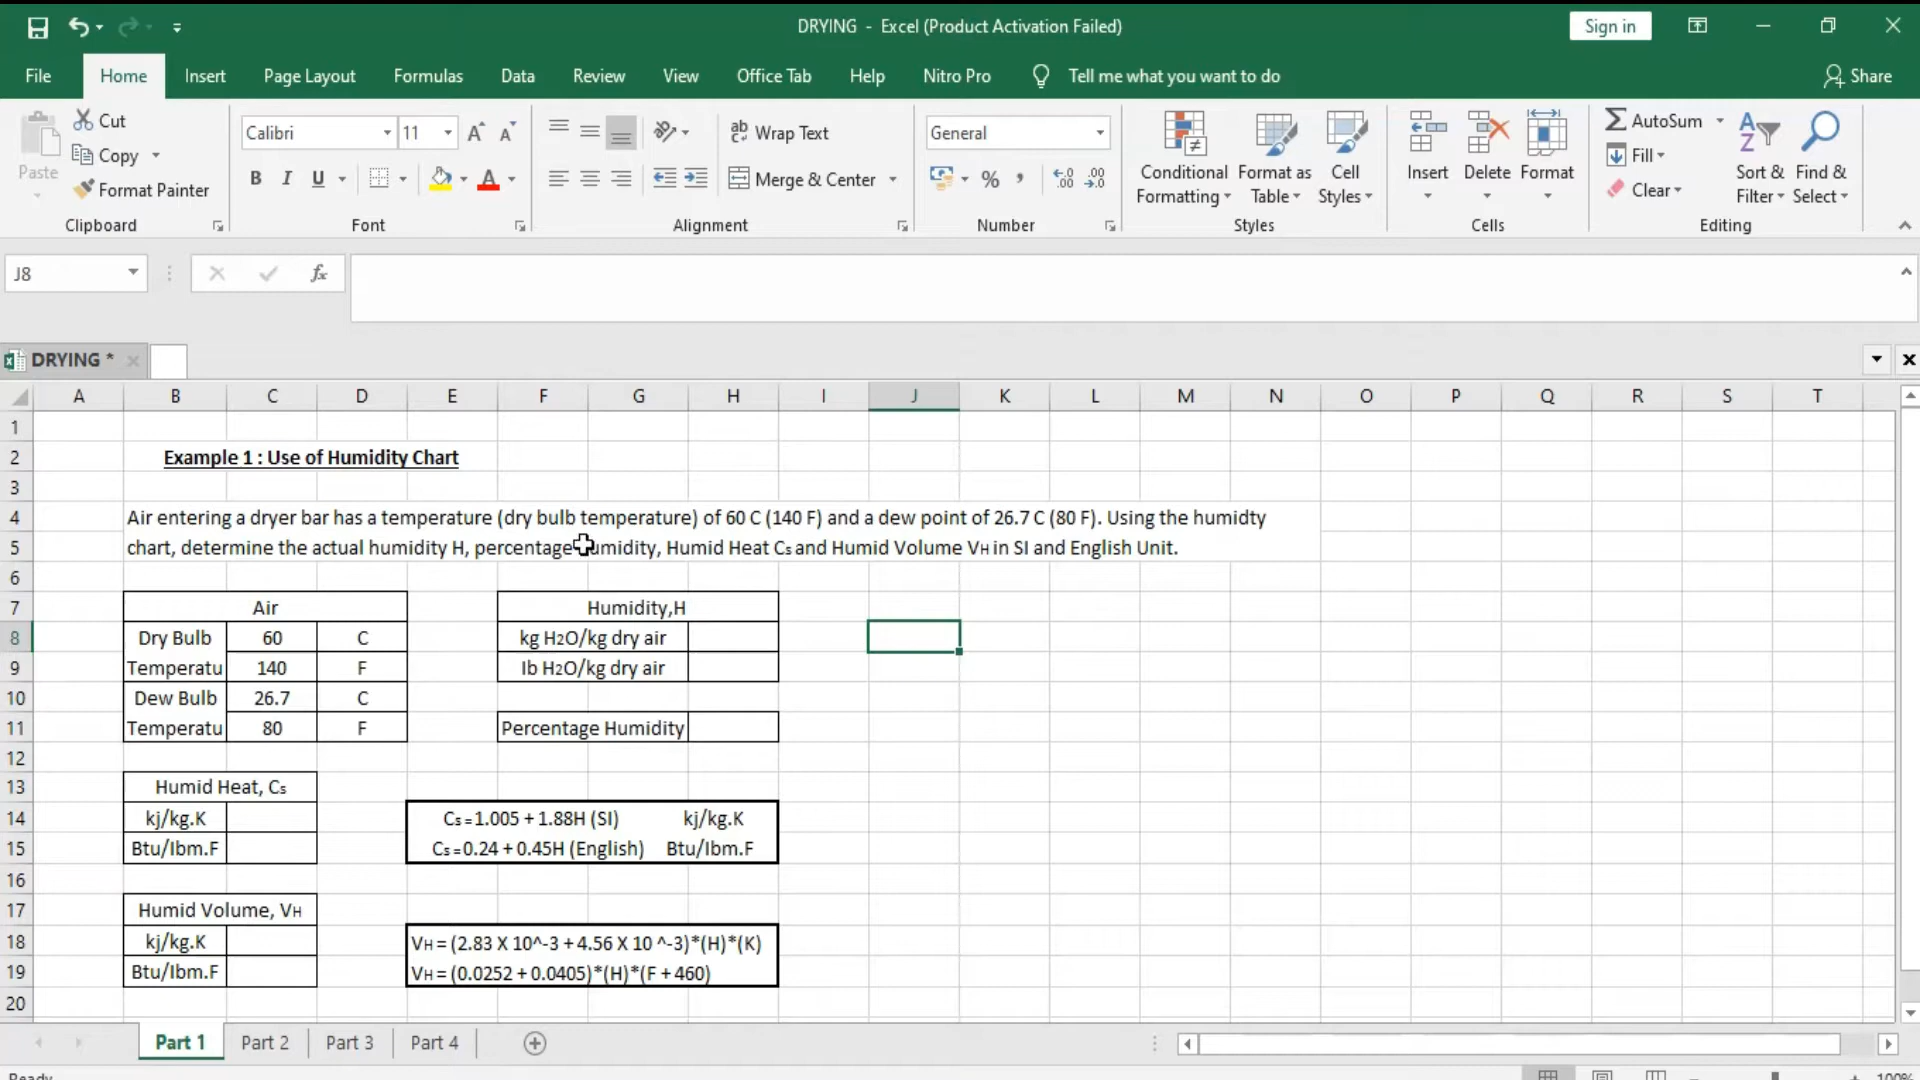 DRYING - Excel (Product Activation Failed)
Sign in
File Home Insert Page Layout Formulas Data Review View Office Tab Help Nitro Pro Tell me what you want to do Share
Paste
Cut
Copy
Format Painter
Clipboard
Calibri 11
B I U
Font
Wrap Text
Merge & Center
Alignment
General
Number
Conditional Formatting
Format as Table
Cell Styles
Styles
Insert Delete Format
Cells
AutoSum
Fill
Clear
Sort & Filter
Find & Select
Editing
J8 fx
DRYING *
A B C D E F G H I J K L M N O P Q R S T
1
2 Example 1 : Use of Humidity Chart
3
4 Air entering a dryer bar has a temperature (dry bulb temperature) of 60 C (140 F) and a dew point of 26.7 C (80 F). Using the humidty
5 chart, determine the actual humidity H, percentage umidity, Humid Heat Cs and Humid Volume VH in SI and English Unit.
6
7 Air Humidity,H
8 Dry Bulb 60 C kg H2O/kg dry air
9 Temperatu 140 F Ib H2O/kg dry air
10 Dew Bulb 26.7 C
11 Temperatu 80 F Percentage Humidity
12
13 Humid Heat, Cs
14 kj/kg.K Cs = 1.005 + 1.88H (SI) kj/kg.K
15 Btu/Ibm.F Cs = 0.24 + 0.45H (English) Btu/Ibm.F
16
17 Humid Volume, VH
18 kj/kg.K VH = (2.83 X 10^-3 + 4.56 X 10 ^-3)*(H)*(K)
19 Btu/Ibm.F VH = (0.0252 + 0.0405)*(H)*(F + 460)
20
Part 1 Part 2 Part 3 Part 4
Ready 100%